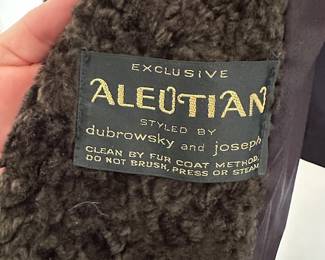 EXCLUSIVE
ALEUTIAN
STYLED BY
dubrowsky and joseph
CLEAN BY FUR COAT METHOD.
DO NOT BRUSH, PRESS OR STEAM